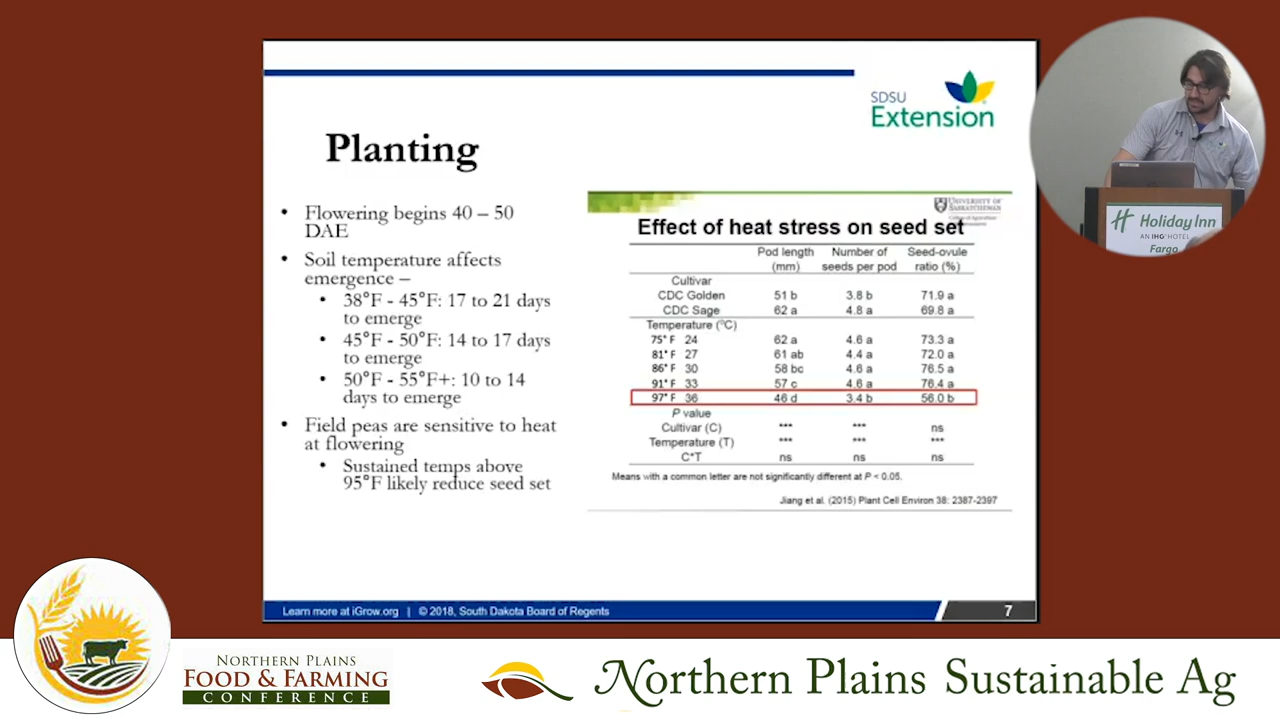 SDSU
Extension
Planting
• Flowering begins 40 – 50
DAE
• Soil temperature affects
emergence –
• 38°F - 45°F: 17 to 21 days
to emerge
• 45°F - 50°F: 14 to 17 days
to emerge
• 50°F - 55°F+: 10 to 14
days to emerge
• Field peas are sensitive to heat
at flowering
• Sustained temps above
95°F likely reduce seed set
UNIVERSITY OF
SASKATCHEWAN
Effect of heat stress on seed set
Pod length Number of Seed-ovule
(mm) seeds per pod ratio (%)
Cultivar
CDC Golden 51 b 3.8 b 71.9 a
CDC Sage 62 a 4.8 a 69.8 a
Temperature (°C)
75° F 24 62 a 4.6 a 73.3 a
81° F 27 61 ab 4.4 a 72.0 a
86° F 30 58 bc 4.6 a 76.5 a
91° F 33 57 c 4.6 a 76.4 a
97° F 36 46 d 3.4 b 56.0 b
P value
Cultivar (C) *** *** ns
Temperature (T) *** *** ***
C*T ns ns ns
Means with a common letter are not significantly different at P < 0.05.
Jiang et al. (2015) Plant Cell Environ 38: 2387-2397
Learn more at iGrow.org | © 2018, South Dakota Board of Regents
7
Holiday Inn
AN IHG HOTEL
Fargo
NORTHERN PLAINS
FOOD & FARMING
CONFERENCE
Northern Plains Sustainable Ag